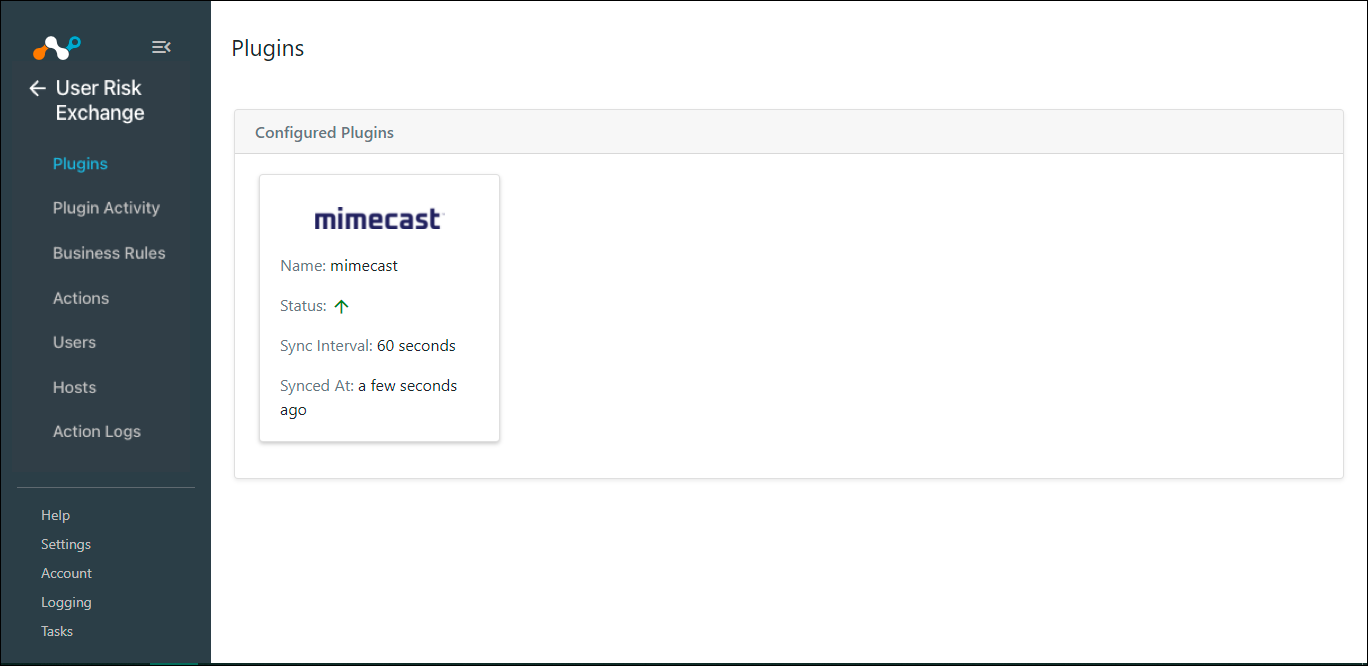 User Risk
Exchange
Plugins
Plugin Activity
Business Rules
Actions
Users
Hosts
Action Logs
Help
Settings
Account
Logging
Tasks
Plugins
Configured Plugins
mimecast
Name: mimecast
Status:
Sync Interval: 60 seconds
Synced At: a few seconds
ago